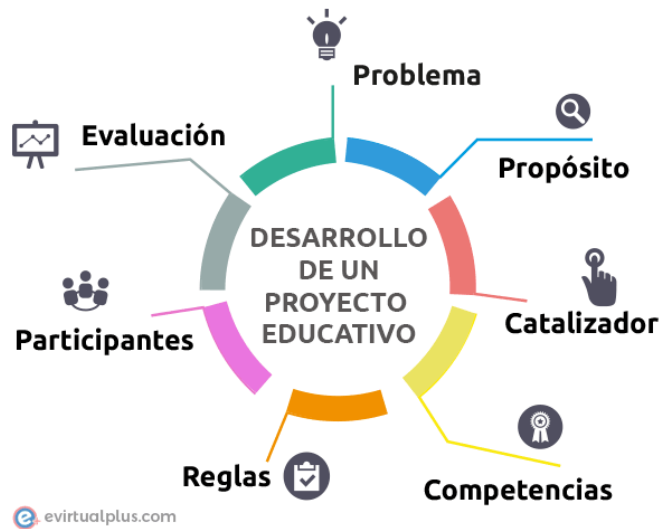 Problema
Propósito
Catalizador
Competencias
Reglas
Participantes
Evaluación
DESARROLLO
DE UN
PROYECTO
EDUCATIVO
e evirtualplus.com